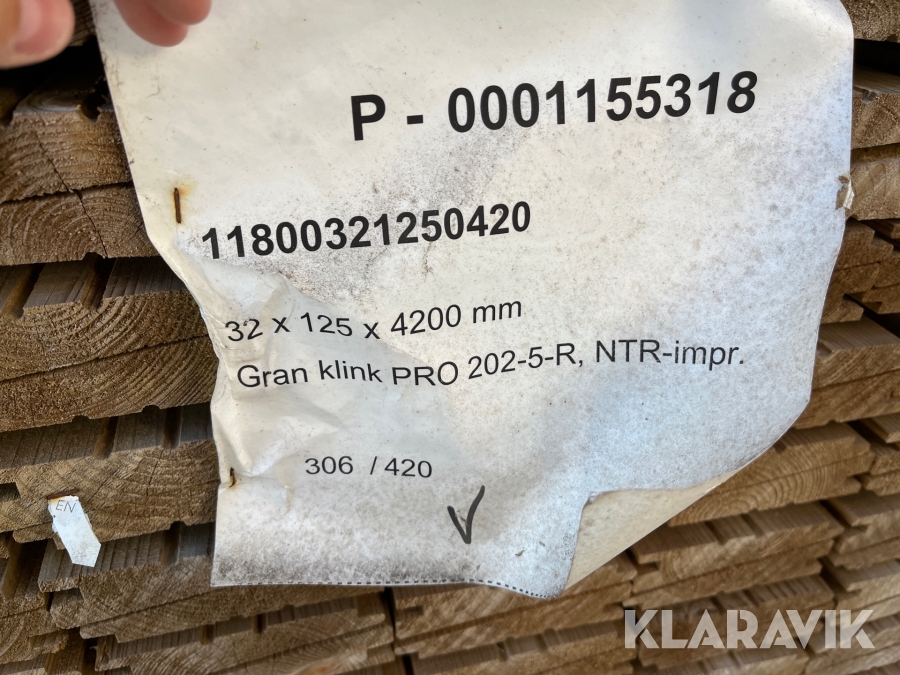 P - 0001155318
11800321250420
32 x 125 x 4200 mm
Gran klink PRO 202-5-R, NTR-impr.
306 / 420
EN
KLARAVIK